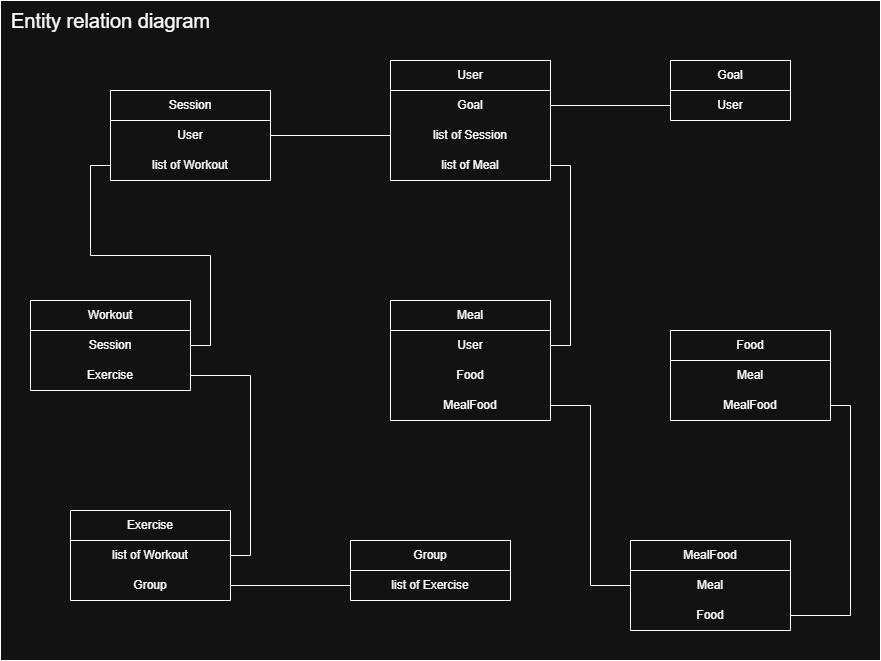 Entity relation diagram
Session
User
list of Workout
User
Goal
list of Session
list of Meal
Goal
User
Workout
Session
Exercise
Meal
User
Food
MealFood
Food
Meal
MealFood
Exercise
list of Workout
Group
Group
list of Exercise
MealFood
Meal
Food